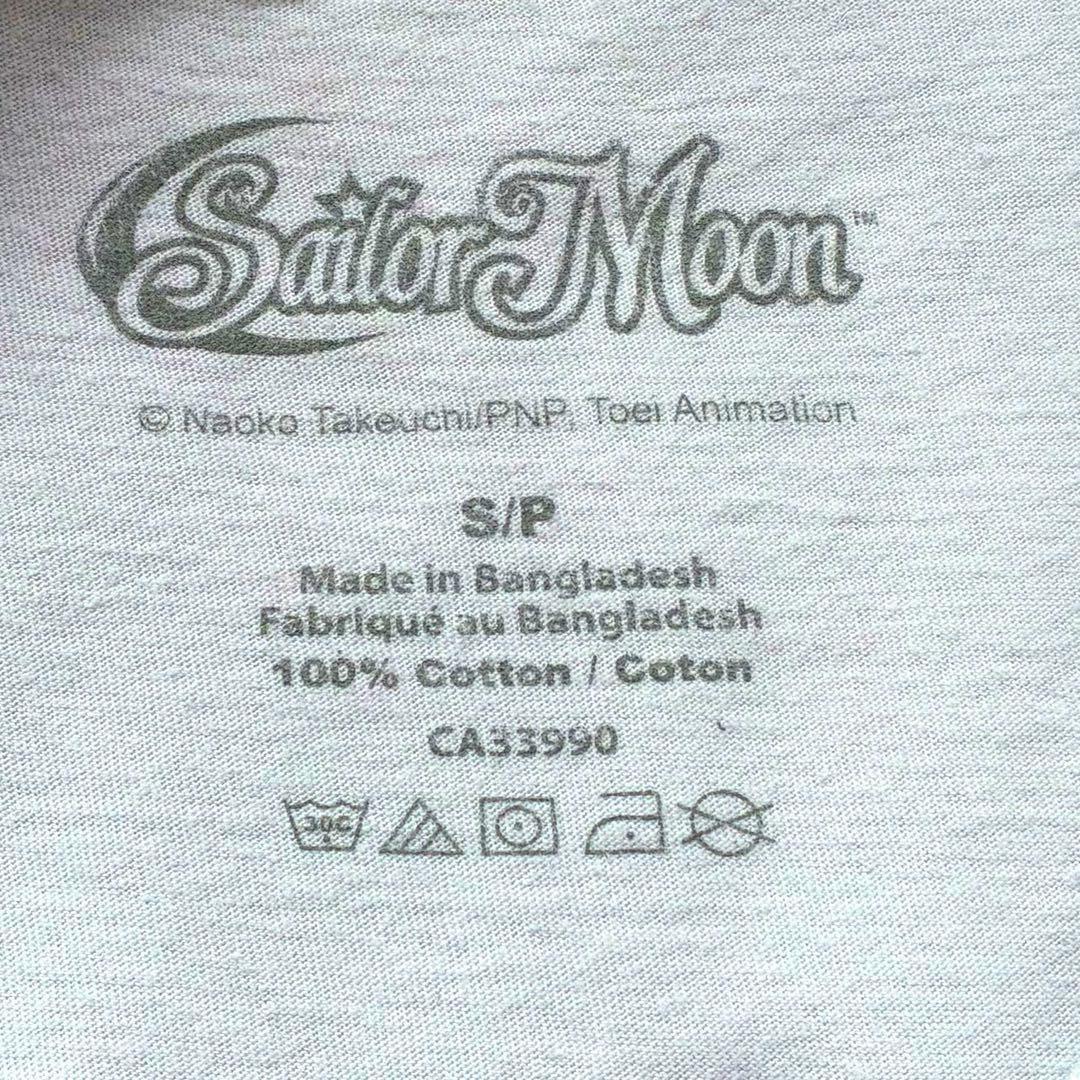 Sailor Moon™
© Naoko Takeuchi/PNP, Toei Animation
S/P
Made in Bangladesh
Fabriqué au Bangladesh
100% Cotton / Coton
CA33990
30C